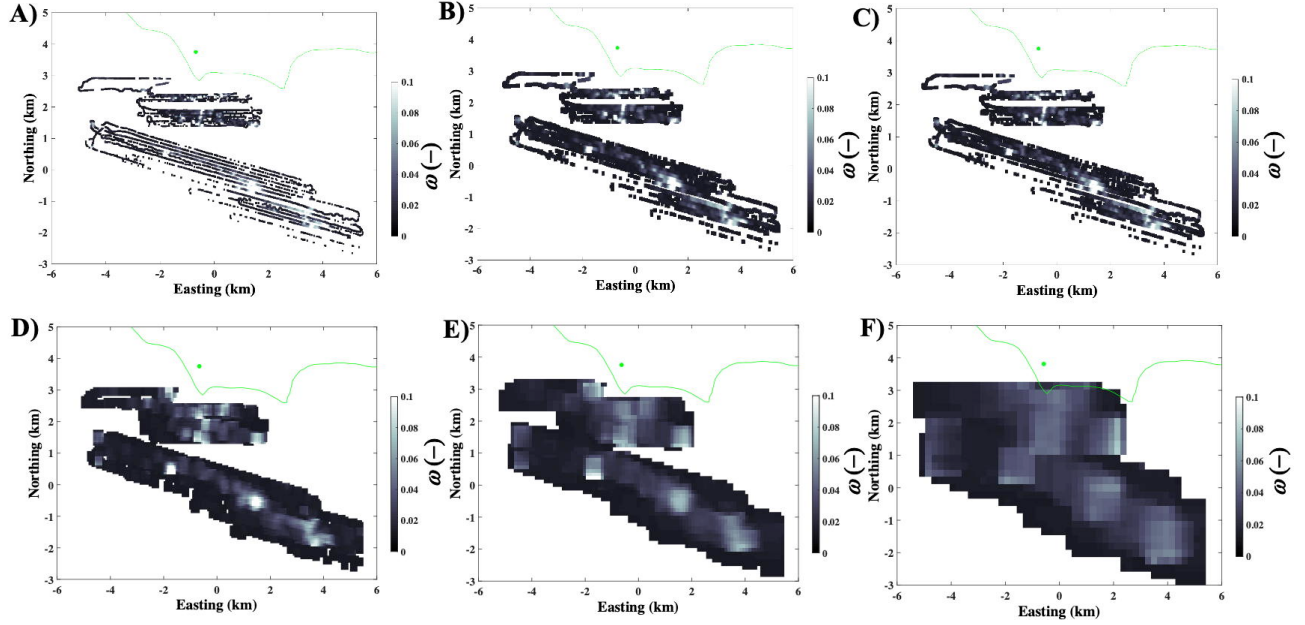 A) B) C)
5 4 3 2 1 0 -1 -2 -3
Northing (km)
-6 -4 -2 0 2 4 6
Easting (km)
0.1 0.08 0.06 0.04 0.02 0
ω (−)
5 4 3 2 1 0 -1 -2 -3
Northing (km)
-6 -4 -2 0 2 4 6
Easting (km)
0.1 0.08 0.06 0.04 0.02 0
ω (−)
5 4 3 2 1 0 -1 -2 -3
Northing (km)
-6 -4 -2 0 2 4 6
Easting (km)
0.1 0.08 0.06 0.04 0.02 0
ω (−)
D) E) F)
5 4 3 2 1 0 -1 -2 -3
Northing (km)
-6 -4 -2 0 2 4 6
Easting (km)
0.1 0.08 0.06 0.04 0.02 0
ω (−)
5 4 3 2 1 0 -1 -2 -3
Northing (km)
-6 -4 -2 0 2 4 6
Easting (km)
0.1 0.08 0.06 0.04 0.02 0
ω (−)
5 4 3 2 1 0 -1 -2 -3
Northing (km)
-6 -4 -2 0 2 4 6
Easting (km)
0.1 0.08 0.06 0.04 0.02 0
ω (−)